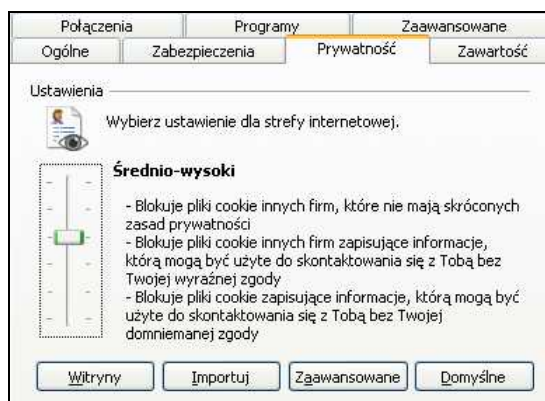 Połączenia Programy Zaawansowane
Ogólne Zabezpieczenia Prywatność Zawartość
Ustawienia
Wybierz ustawienie dla strefy internetowej.
Średnio-wysoki
- Blokuje pliki cookie innych firm, które nie mają skróconych
zasad prywatności
- Blokuje pliki cookie innych firm zapisujące informacje,
którą mogą być użyte do skontaktowania się z Tobą bez
Twojej wyraźnej zgody
- Blokuje pliki cookie zapisujące informacje, którą mogą być
użyte do skontaktowania się z Tobą bez Twojej
domniemanej zgody
Witryny Importuj Zaawansowane Domyślne